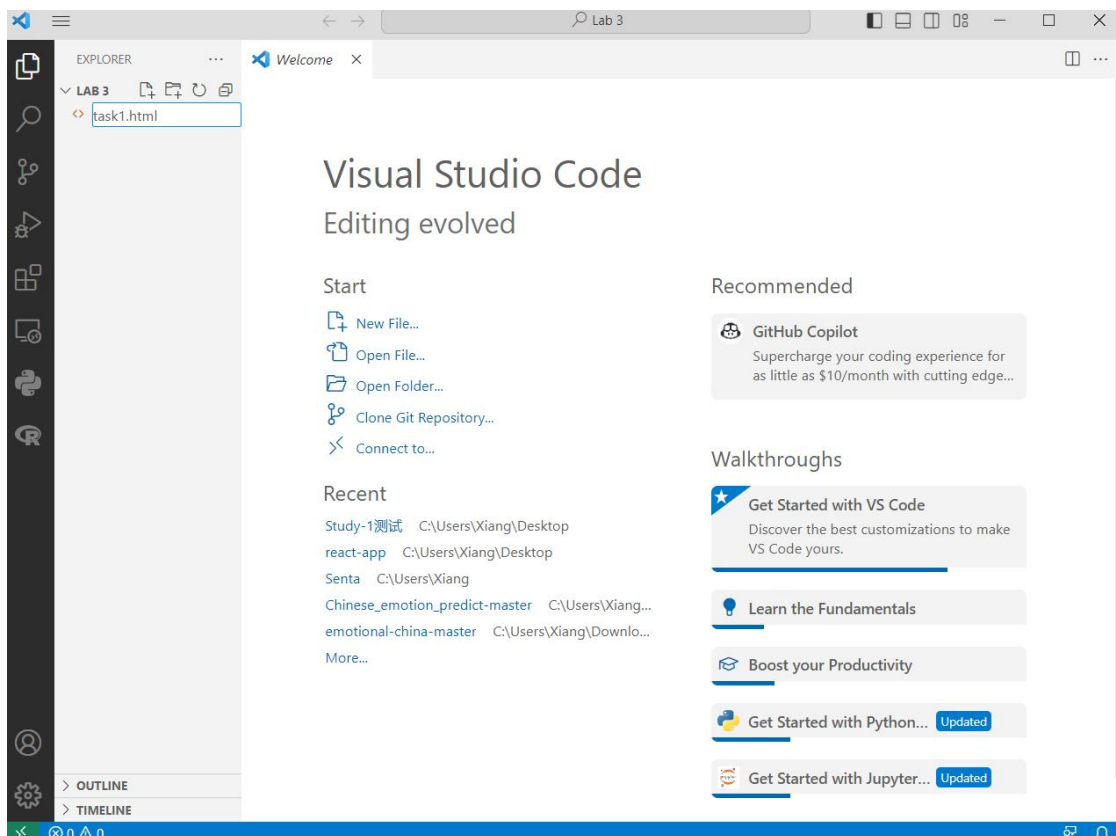 Lab 3
EXPLORER
Welcome
LAB 3
task1.html
Visual Studio Code
Editing evolved
Start
New File...
Open File...
Open Folder...
Clone Git Repository...
Connect to...
Recent
Study-1测试 C:\Users\Xiang\Desktop
react-app C:\Users\Xiang\Desktop
Senta C:\Users\Xiang
Chinese_emotion_predict-master C:\Users\Xiang...
emotional-china-master C:\Users\Xiang\Downlo...
More...
Recommended
GitHub Copilot
Supercharge your coding experience for
as little as $10/month with cutting edge...
Walkthroughs
Get Started with VS Code
Discover the best customizations to make
VS Code yours.
Learn the Fundamentals
Boost your Productivity
Get Started with Python... Updated
Get Started with Jupyter... Updated
OUTLINE
TIMELINE
0 0